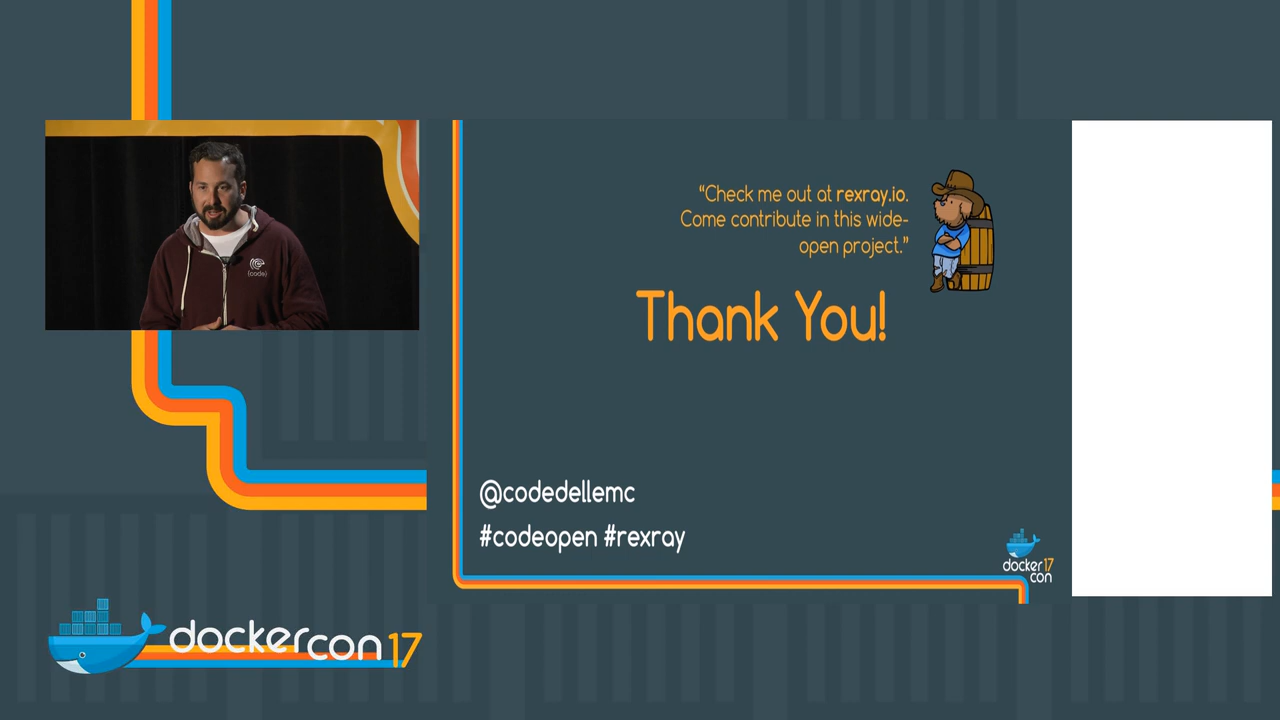 {code}
"Check me out at rexray.io.
Come contribute in this wide-
open project."
Thank You!
@codedellemc
#codeopen #rexray
docker 17
con
dockercon 17